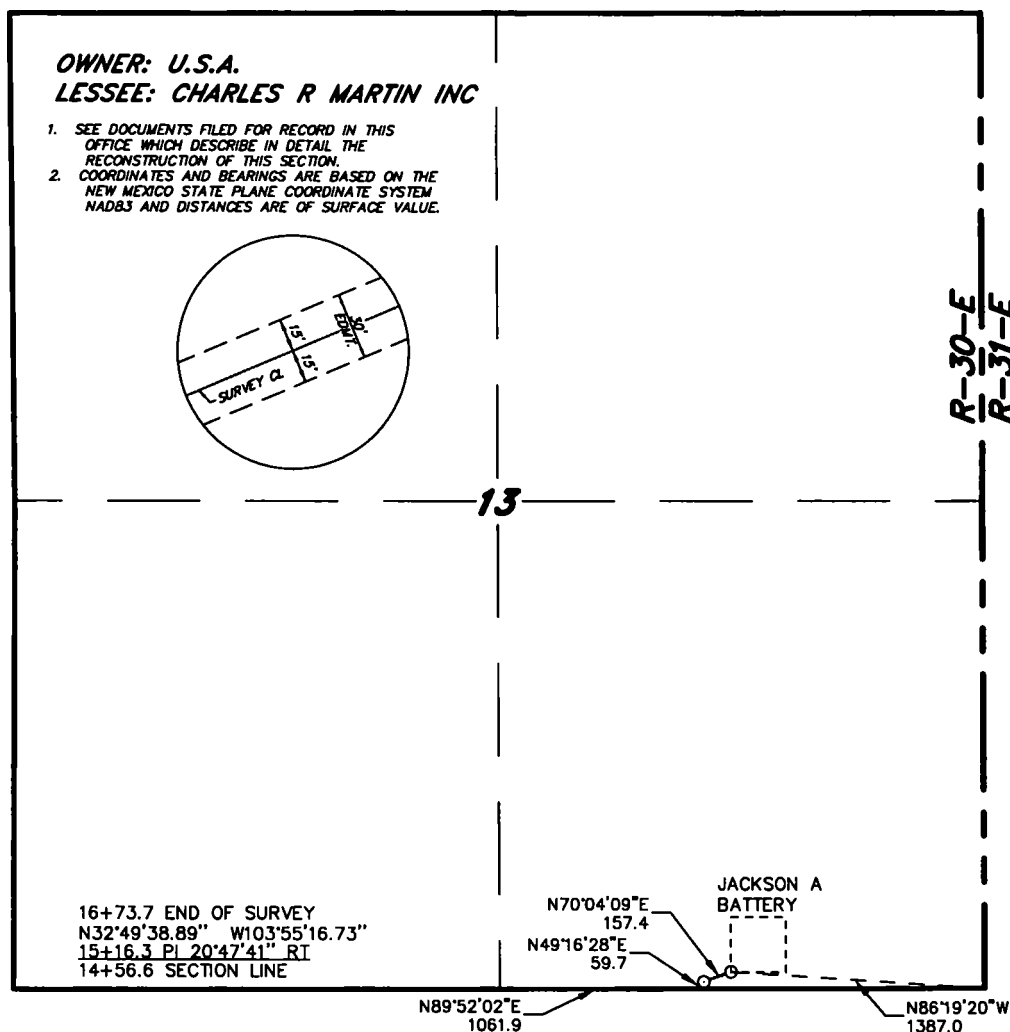 OWNER: U.S.A.
LESSEE: CHARLES R MARTIN INC
1. SEE DOCUMENTS FILED FOR RECORD IN THIS
OFFICE WHICH DESCRIBE IN DETAIL THE
RECONSTRUCTION OF THIS SECTION.
2. COORDINATES AND BEARINGS ARE BASED ON THE
NEW MEXICO STATE PLANE COORDINATE SYSTEM
NAD83 AND DISTANCES ARE OF SURFACE VALUE.
15'
15'
30'
ESMT.
SURVEY CL
R-30-E
R-31-E
13
16+73.7 END OF SURVEY
N32°49'38.89" W103°55'16.73"
15+16.3 PI 20°47'41" RT
14+56.6 SECTION LINE
JACKSON A
BATTERY
N70°04'09"E
157.4
N49°16'28"E
59.7
N89°52'02"E
1061.9
N86°19'20"W
1387.0